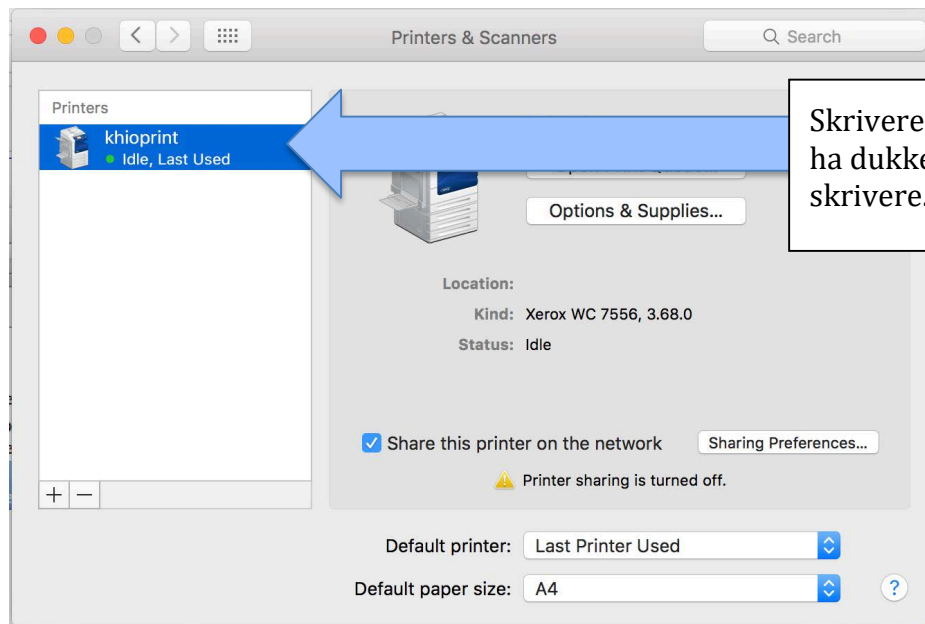 Printers & Scanners
Search
Printers
khioprint
Idle, Last Used
Skrivere
ha dukke
skrivere.
Options & Supplies...
Location:
Kind: Xerox WC 7556, 3.68.0
Status: Idle
Share this printer on the network
Sharing Preferences...
Printer sharing is turned off.
+ −
Default printer: Last Printer Used
Default paper size: A4
?